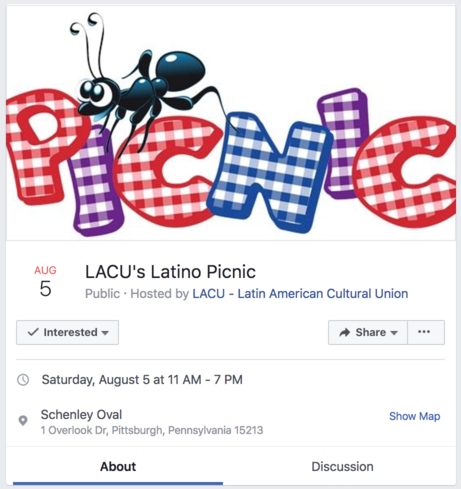 PICNIC
AUG
5
LACU's Latino Picnic
Public · Hosted by LACU - Latin American Cultural Union
Interested
Share
Saturday, August 5 at 11 AM - 7 PM
Schenley Oval
Show Map
1 Overlook Dr, Pittsburgh, Pennsylvania 15213
About
Discussion